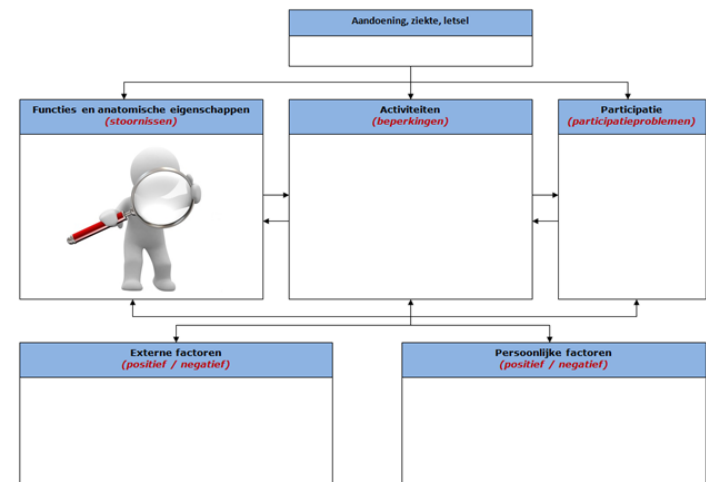 Aandoening, ziekte, letsel
Functies en anatomische eigenschappen
(stoornissen)
Activiteiten
(beperkingen)
Participatie
(participatieproblemen)
Externe factoren
(positief / negatief)
Persoonlijke factoren
(positief / negatief)